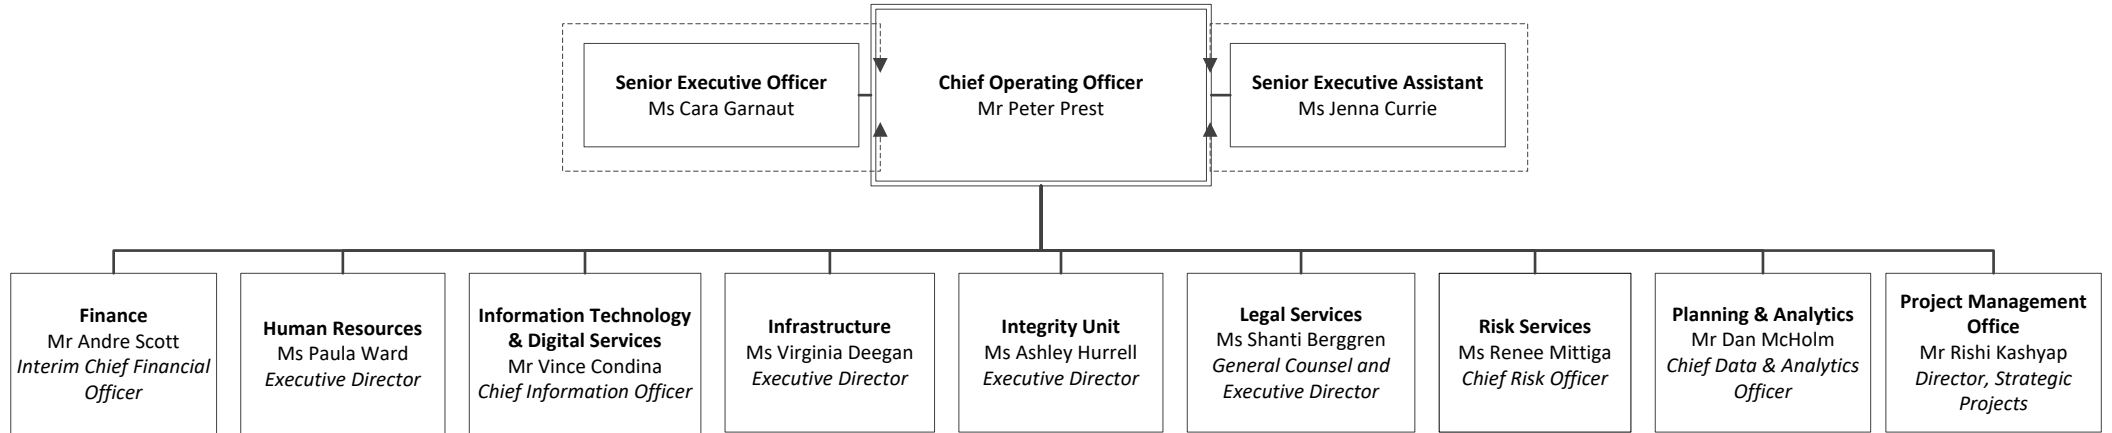 Senior Executive Officer
Ms Cara Garnaut
Chief Operating Officer
Mr Peter Prest
Senior Executive Assistant
Ms Jenna Currie
Finance
Mr Andre Scott
Interim Chief Financial
Officer
Human Resources
Ms Paula Ward
Executive Director
Information Technology
& Digital Services
Mr Vince Condina
Chief Information Officer
Infrastructure
Ms Virginia Deegan
Executive Director
Integrity Unit
Ms Ashley Hurrell
Executive Director
Legal Services
Ms Shanti Berggren
General Counsel and
Executive Director
Risk Services
Ms Renee Mittiga
Chief Risk Officer
Planning & Analytics
Mr Dan McHolm
Chief Data & Analytics
Officer
Project Management
Office
Mr Rishi Kashyap
Director, Strategic
Projects